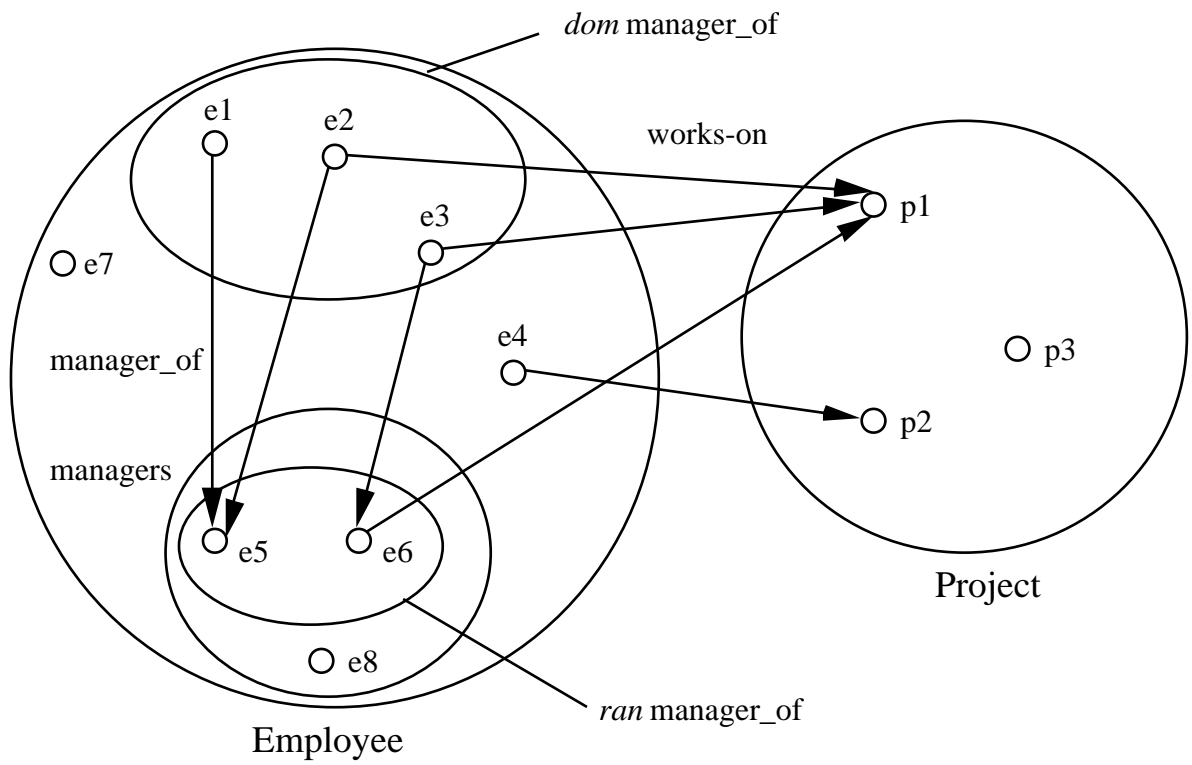 dom manager_of
e1
e2
works-on
p1
e3
e7
e4
p3
manager_of
p2
managers
e5
e6
Project
e8
ran manager_of
Employee